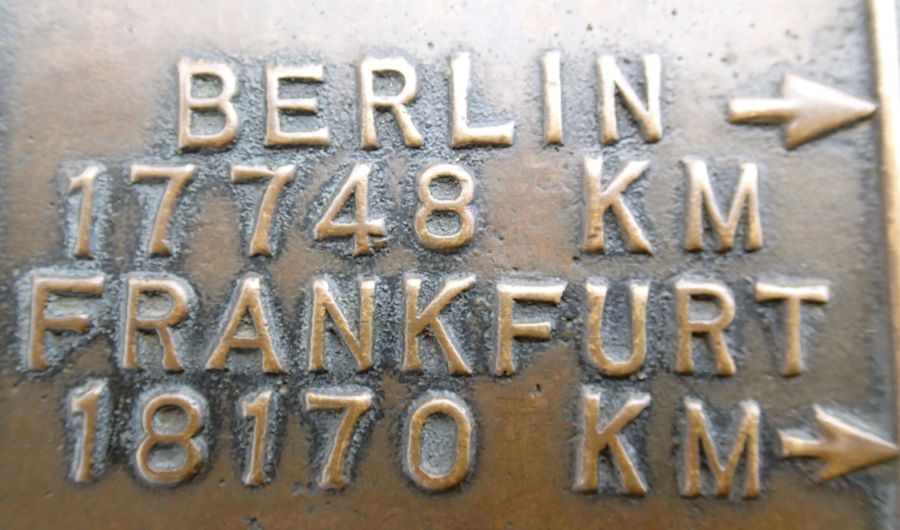 BERLIN
17748 KM
FRANKFURT
18170 KM